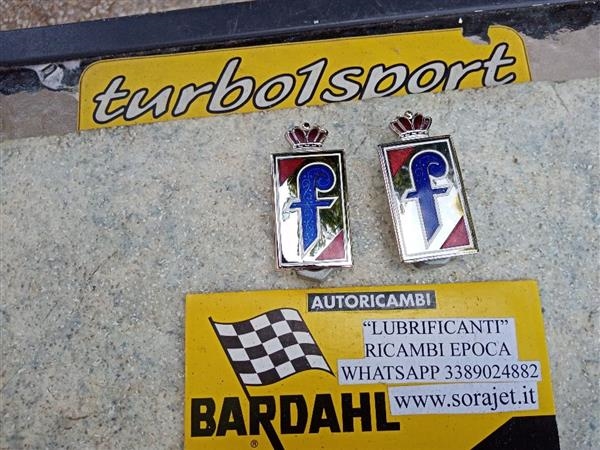 turbo1sport
f f
AUTORICAMBI
"LUBRIFICANTI"
RICAMBI EPOCA
WHATSAPP 3389024882
www.sorajet.it
BARDAHL®